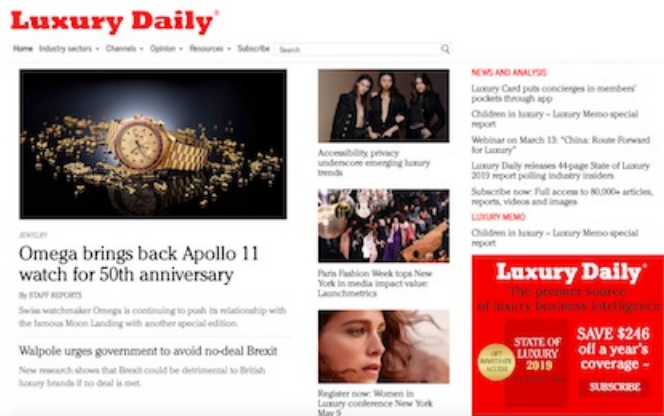 Luxury Daily®
Home Industry sectors Channels Opinion Resources Subscribe Search
JEWELRY
Omega brings back Apollo 11
watch for 50th anniversary
By STAFF REPORTS
Swiss watchmaker Omega is continuing to push its relationship with
the famous Moon Landing with another special edition.
Walpole urges government to avoid no-deal Brexit
New research shows that Brexit could be detrimental to British
luxury brands if no deal is met.
Accessibility, privacy
underscore emerging luxury
trends
Paris Fashion Week tops New
York in media impact value:
Launchmetrics
Register now: Women in
Luxury conference New York
May 9
NEWS AND ANALYSIS
Luxury Card puts concierges in members'
pockets through app
Children in luxury – Luxury Memo special
report
Webinar on March 13: "China: Route Forward
for Luxury"
Luxury Daily releases 44-page State of Luxury
2019 report polling industry insiders
Subscribe now: Full access to 80,000+ articles,
reports, videos and images
LUXURY MEMO
Children in luxury – Luxury Memo special
report
Luxury Daily®
The premier source
of luxury business intelligence
GET
IMMEDIATE
ACCESS
STATE OF
LUXURY
2019
SAVE $246
off a year's
coverage –
SUBSCRIBE